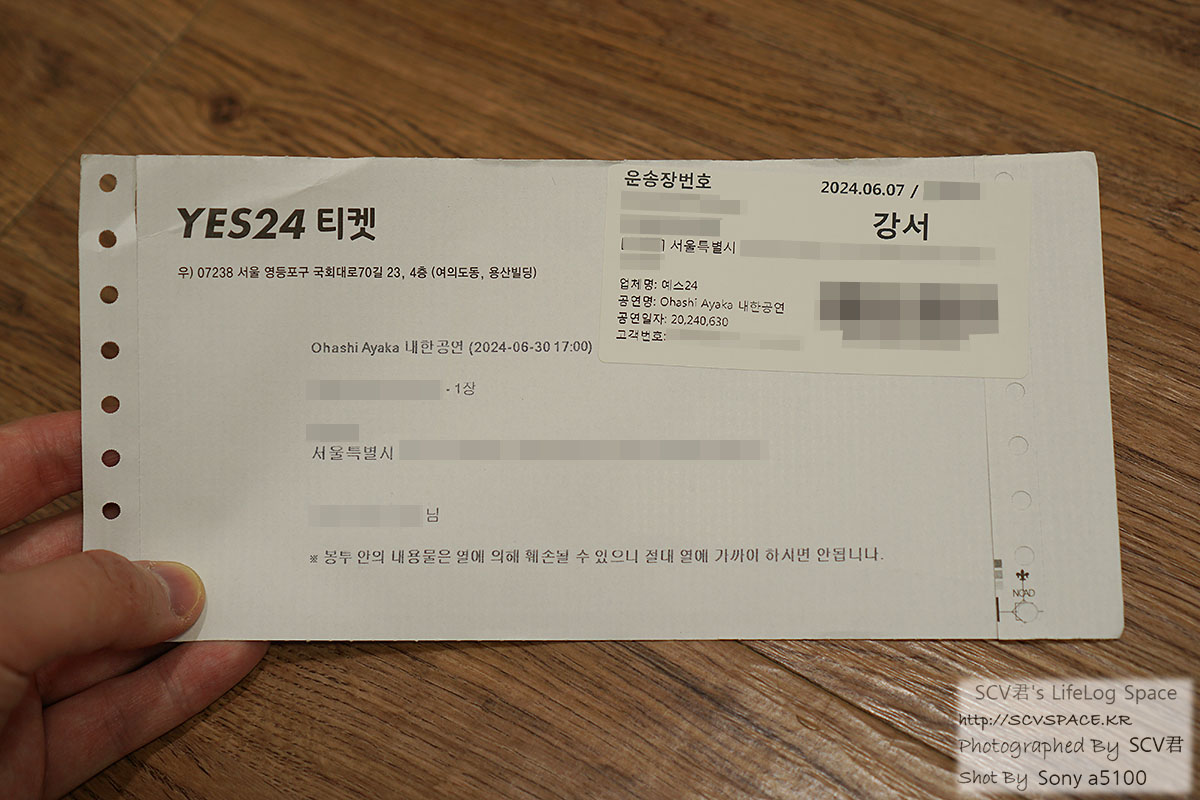 YES24 티켓
우) 07238 서울 영등포구 국회대로70길 23, 4층 (여의도동, 용산빌딩)
운송장번호
2024.06.07 /
강서
] 서울특별시
업체명: 예스24
공연명: Ohashi Ayaka 내한공연
공연일자: 20,240,630
고객번호:
Ohashi Ayaka 내한공연 (2024-06-30 17:00)
- 1장
서울특별시
님
※ 봉투 안의 내용물은 열에 의해 훼손될 수 있으니 절대 열에 가까이 하시면 안됩니다.
NCAD
SCV君's LifeLog Space
http://SCVSPACE.KR
Photographed By SCV君
Shot By Sony a5100